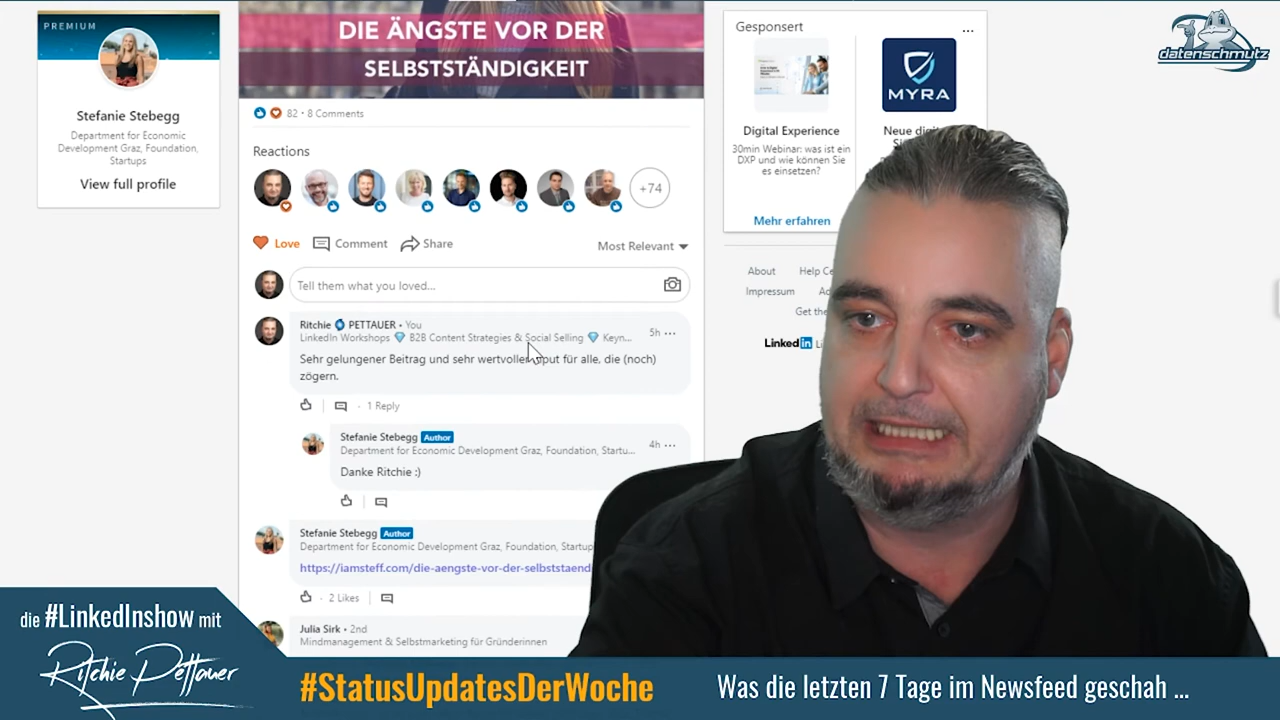 PREMIUM
Stefanie Stebegg
Department for Economic
Development Graz, Foundation,
Startups
View full profile
DIE ÄNGSTE VOR DER
SELBSTSTÄNDIGKEIT
82 · 8 Comments
Reactions
+74
Love
Comment
Share
Most Relevant
Tell them what you loved...
Ritchie PETTAUER • You
5h
LinkedIn Workshops B2B Content Strategies & Social Selling Keyn...
Sehr gelungener Beitrag und sehr wertvoller für alle, die (noch)
zögern.
1 Reply
Stefanie Stebegg Author
4h
Department for Economic Development Graz, Foundation, Startu...
Danke Ritchie :)
Stefanie Stebegg Author
Department for Economic Development Graz, Foundation, Startup
https://iamsteff.com/die-aengste-vor-der-selbststaend
2 Likes
Julia Sirk • 2nd
Mindmanagement & Selbstmarketing für Gründerinnen
Gesponsert
...
MYRA
Digital Experience
30min Webinar: was ist ein
DXP und wie können Sie
es einsetzen?
Mehr erfahren
Neue
About
Help
Impressum
Get the
LinkedIn
datenschmutz
die #LinkedInshow mit
Ritchie Pettauer
#StatusUpdatesDerWoche
Was die letzten 7 Tage im Newsfeed geschah ...